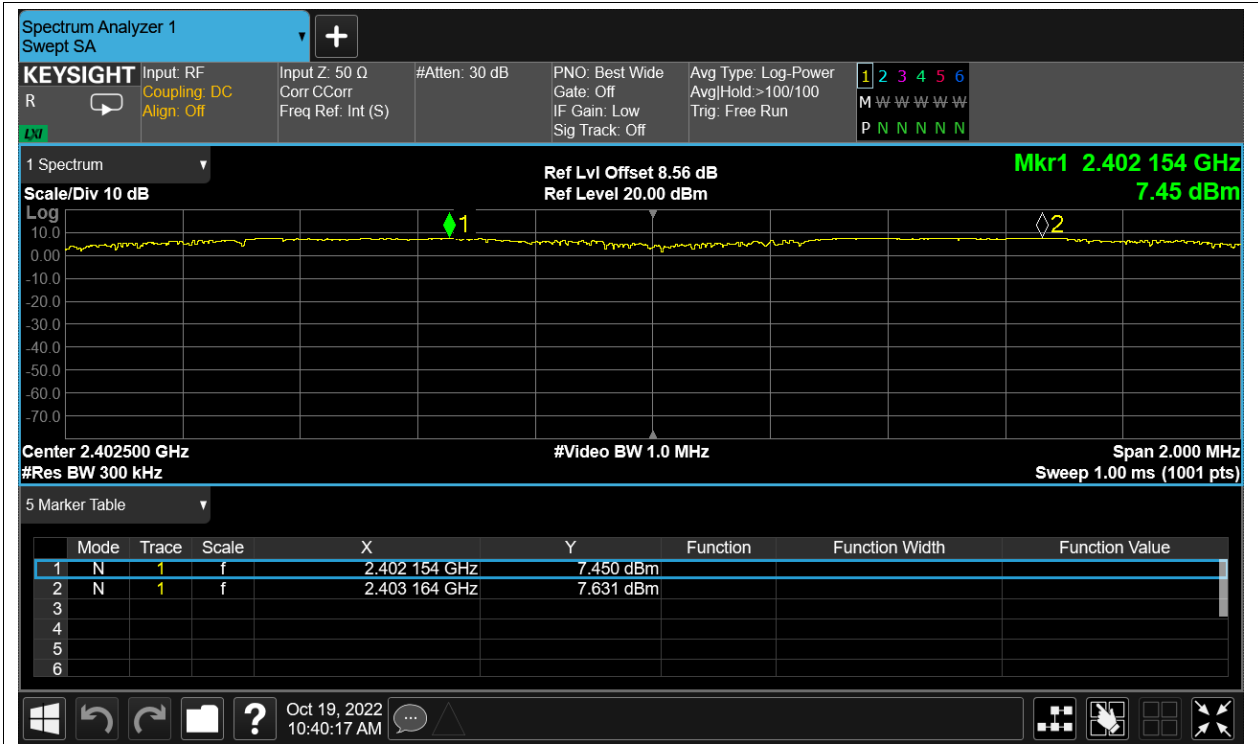 Spectrum Analyzer 1
Swept SA
KEYSIGHT
R
LXI
Input: RF
Coupling: DC
Align: Off
Input Z: 50 Ω
Corr CCorr
Freq Ref: Int (S)
#Atten: 30 dB
PNO: Best Wide
Gate: Off
IF Gain: Low
Sig Track: Off
Avg Type: Log-Power
Avg|Hold:>100/100
Trig: Free Run
1 2 3 4 5 6
M W W W W W
P N N N N N
1 Spectrum
Scale/Div 10 dB
Ref Lvl Offset 8.56 dB
Ref Level 20.00 dBm
Mkr1 2.402 154 GHz
7.45 dBm
Log
10.0
0.00
-10.0
-20.0
-30.0
-40.0
-50.0
-60.0
-70.0
1
2
Center 2.402500 GHz
#Res BW 300 kHz
#Video BW 1.0 MHz
Span 2.000 MHz
Sweep 1.00 ms (1001 pts)
5 Marker Table
Mode Trace Scale X Y Function Function Width Function Value
1 N 1 f 2.402 154 GHz 7.450 dBm
2 N 1 f 2.403 164 GHz 7.631 dBm
3
4
5
6
?
Oct 19, 2022
10:40:17 AM